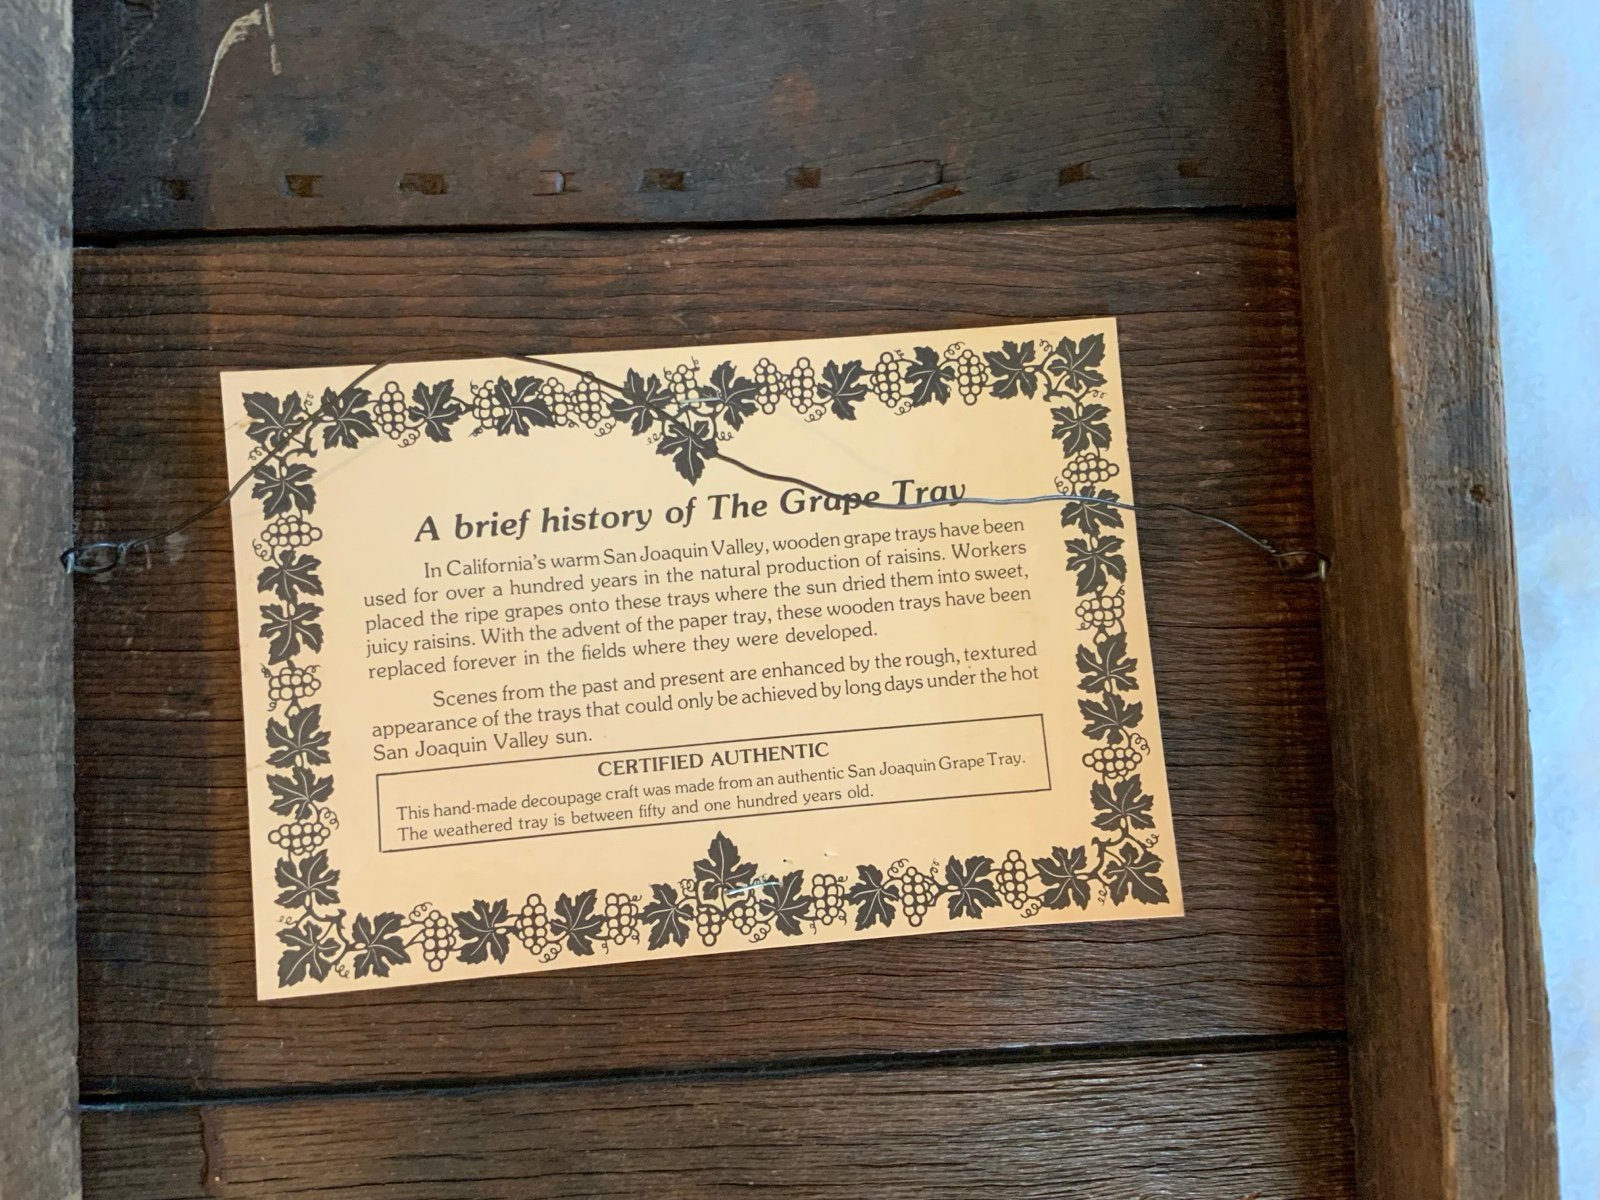 A brief history of The Grape Tray
In California's warm San Joaquin Valley, wooden grape trays have been
used for over a hundred years in the natural production of raisins. Workers
placed the ripe grapes onto these trays where the sun dried them into sweet,
juicy raisins. With the advent of the paper tray, these wooden trays have been
replaced forever in the fields where they were developed.
Scenes from the past and present are enhanced by the rough, textured
appearance of the trays that could only be achieved by long days under the hot
San Joaquin Valley sun.
CERTIFIED AUTHENTIC
This hand-made decoupage craft was made from an authentic San Joaquin Grape Tray.
The weathered tray is between fifty and one hundred years old.